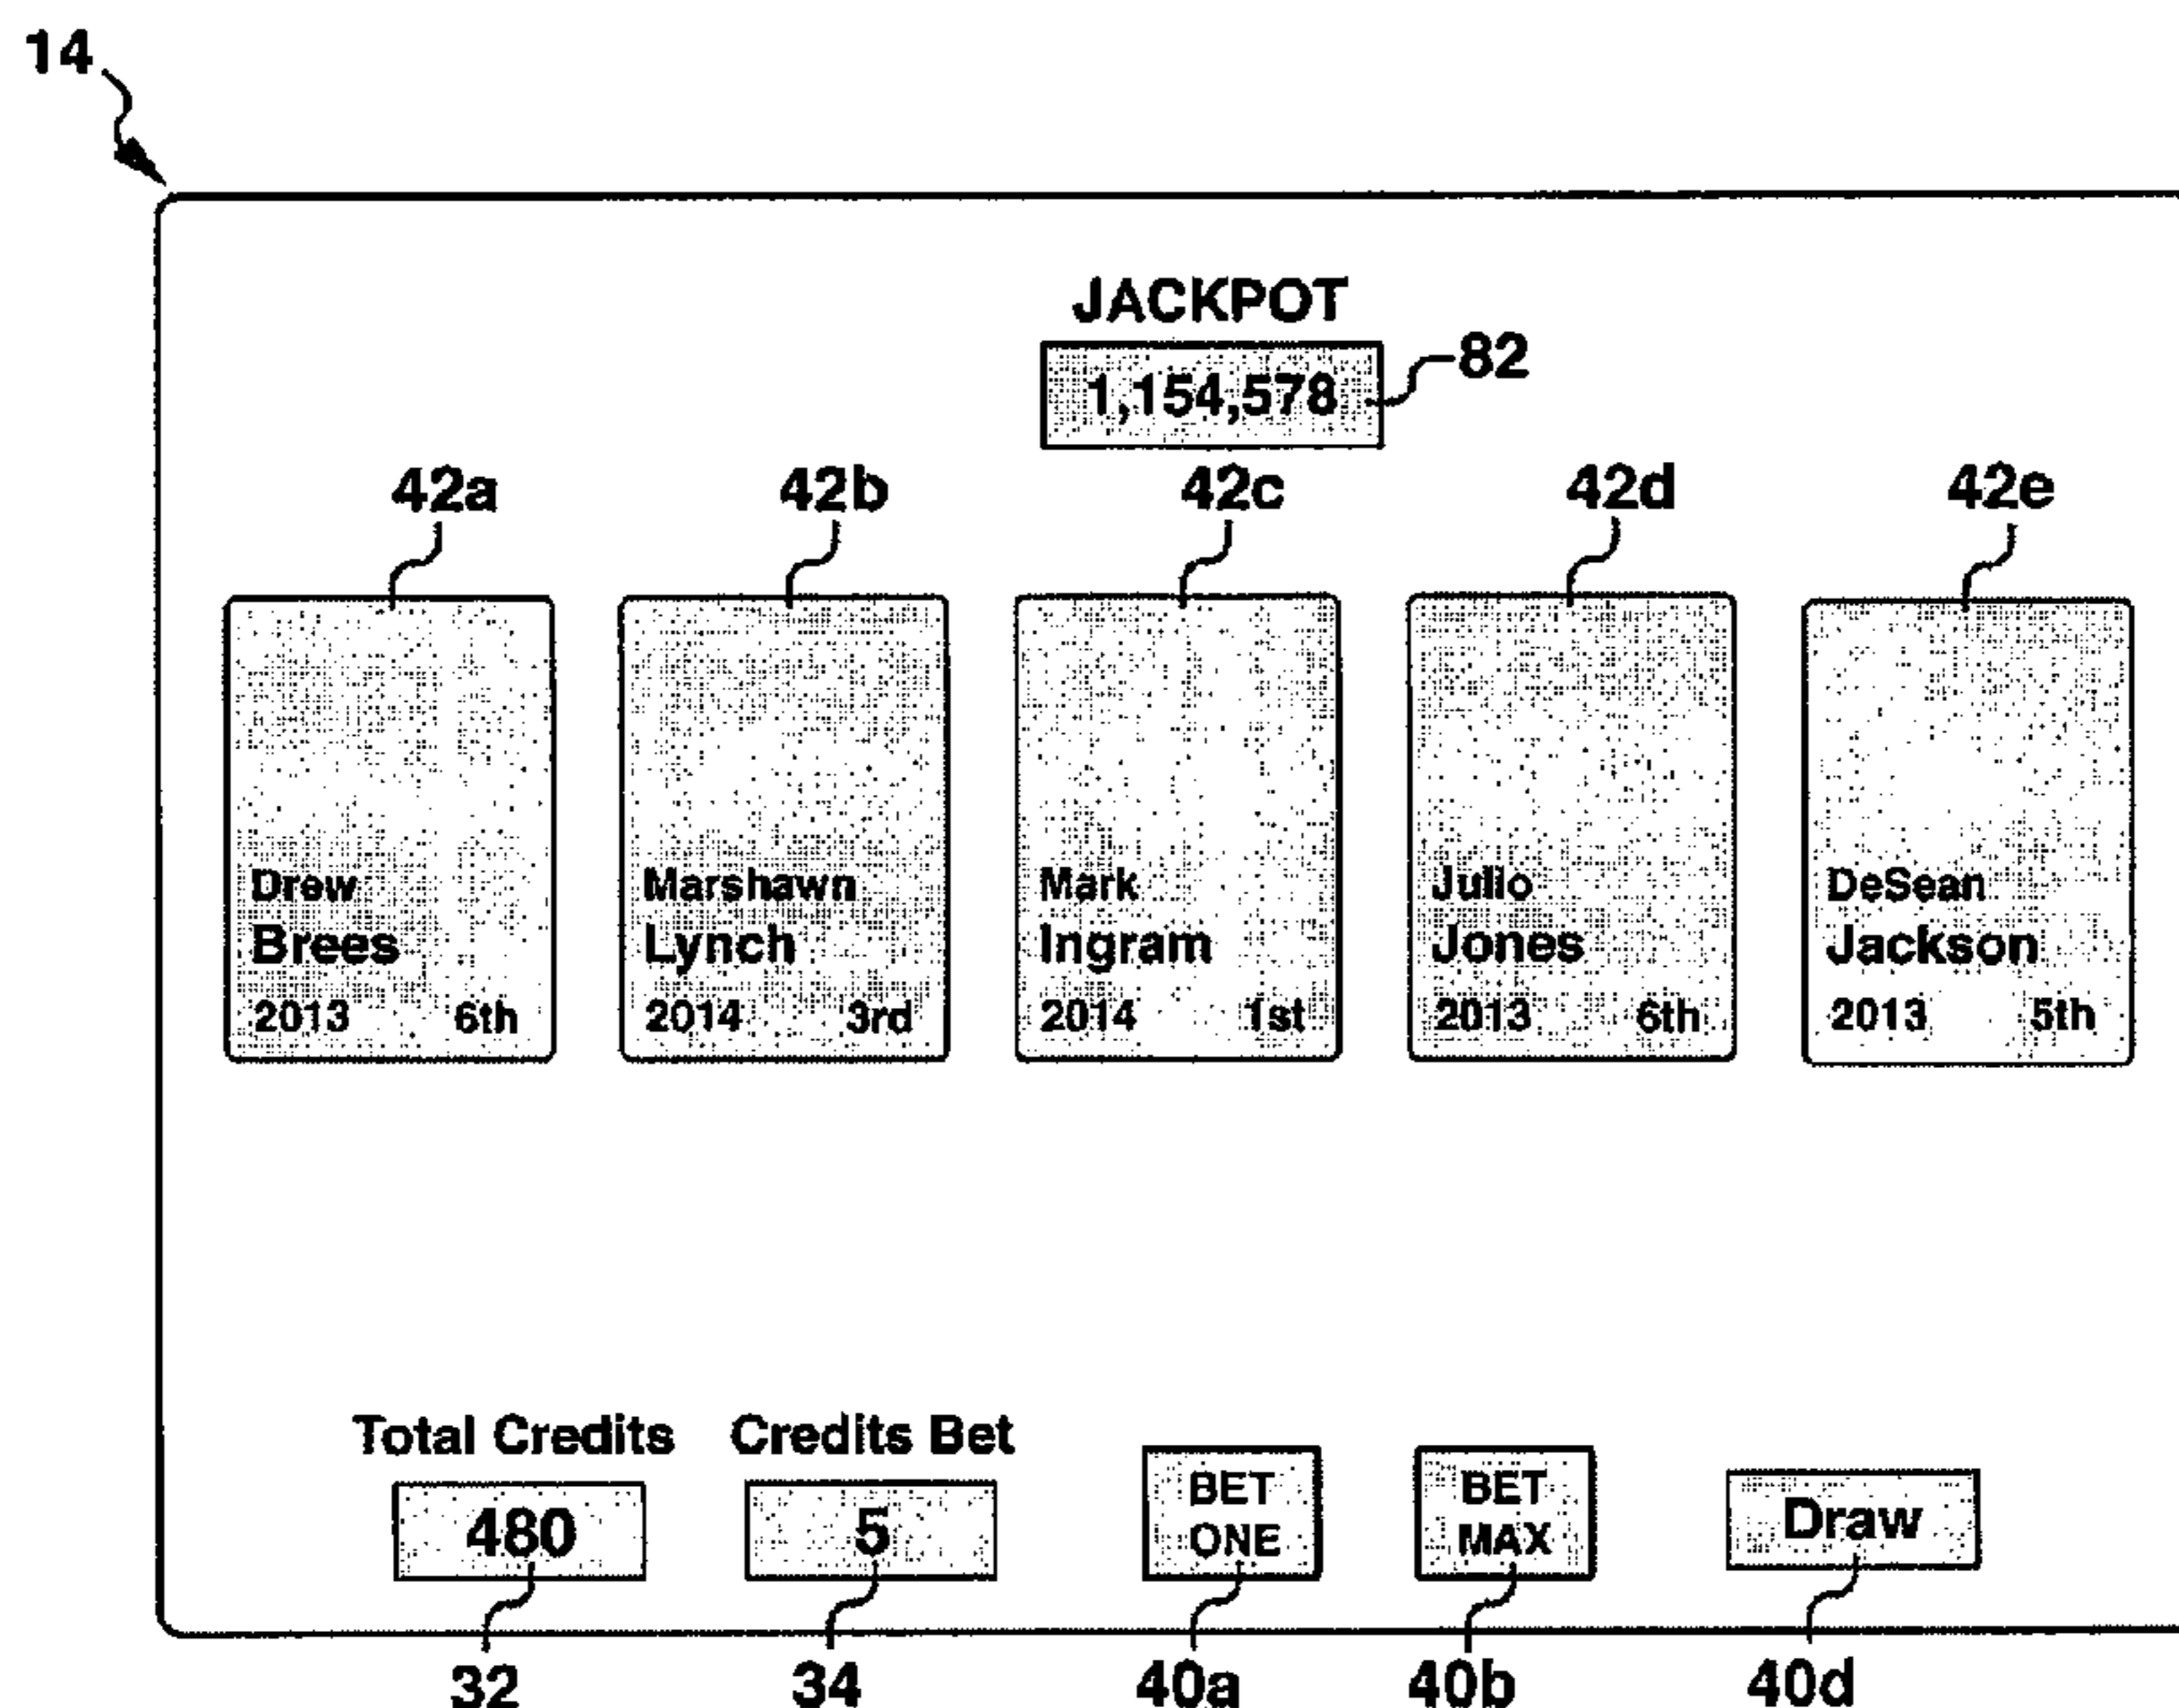 14
JACKPOT
1,154,578
82
42a 42b 42c 42d 42e
Drew
Brees
2013 6th
Marshawn
Lynch
2014 3rd
Mark
Ingram
2014 1st
Julio
Jones
2013 6th
DeSean
Jackson
2013 5th
Total Credits
480
Credits Bet
5
BET
ONE
BET
MAX
Draw
32 34 40a 40b 40d